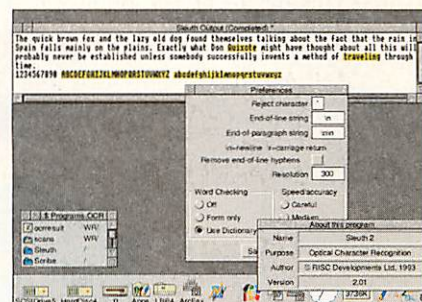 Sleuth Output (Completed) *
The quick brown fox and the lazy old dog found themselves talking about the fact that the rain in
Spain falls mainly on the plains. Exactly what Don Quixote might have thought about all this will
probably never be established unless somebody successfully invents a method of traveling through
time.
1234567890 ABCDEFGHIJKLMNOPQRSTUVWXYZ abcdefghijklmnopqrstuvwxyz
Preferences
Reject character
End-of-line string \n
End-of-paragraph string \n\n
\n=newline \r=carriage return
Remove end-of-line hyphens
Resolution 300
Word Checking Speed/accuracy
Off Careful
Form only Medium
Use Dictionary
$.Programs.OCR
ocrresult WR/
scans WR/
Sleuth
Scribe
About this program
Name Sleuth 2
Purpose Optical Character Recognition
Author © RISC Developments Ltd, 1993
Version 2.01
Apps
3736K